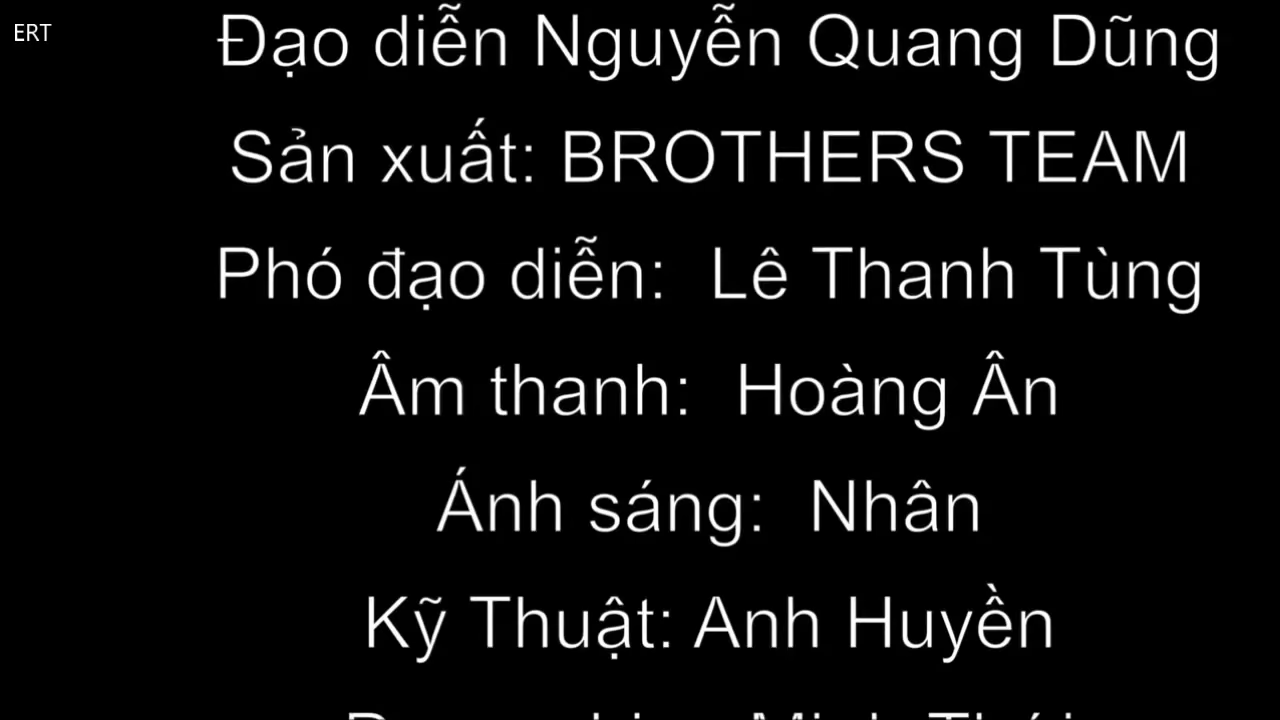 ERT
Đạo diễn Nguyễn Quang Dũng
Sản xuất: BROTHERS TEAM
Phó đạo diễn: Lê Thanh Tùng
Âm thanh: Hoàng Ân
Ánh sáng: Nhân
Kỹ Thuật: Anh Huyền